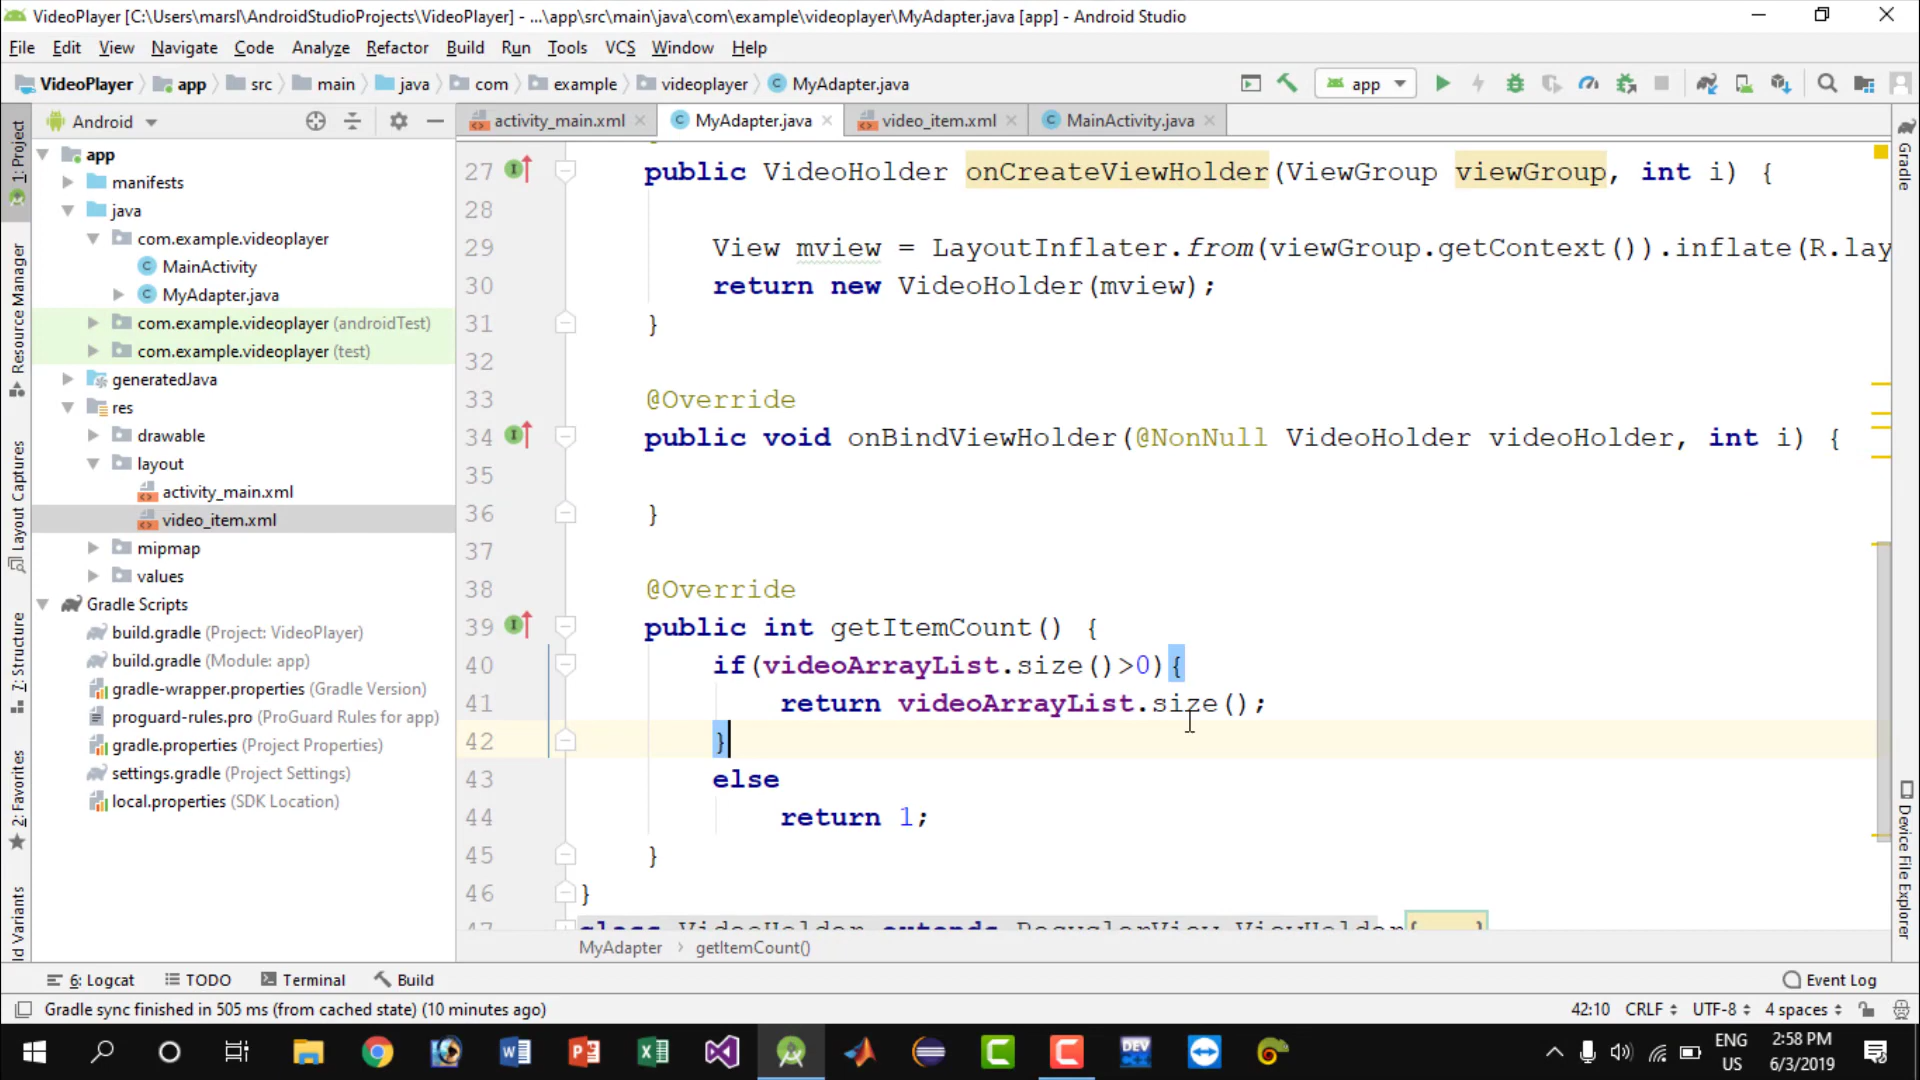 VideoPlayer [C:\Users\marsl\AndroidStudioProjects\VideoPlayer] - ...\app\src\main\java\com\example\videoplayer\MyAdapter.java [app] - Android Studio
File Edit View Navigate Code Analyze Refactor Build Run Tools VCS Window Help
VideoPlayer app src main java com example videoplayer MyAdapter.java app
Android
activity_main.xml MyAdapter.java video_item.xml MainActivity.java
1: Project
Resource Manager
Layout Captures
7: Structure
2: Favorites
ld Variants
app
manifests
java
com.example.videoplayer
MainActivity
MyAdapter.java
com.example.videoplayer (androidTest)
com.example.videoplayer (test)
generatedJava
res
drawable
layout
activity_main.xml
video_item.xml
mipmap
values
Gradle Scripts
build.gradle (Project: VideoPlayer)
build.gradle (Module: app)
gradle-wrapper.properties (Gradle Version)
proguard-rules.pro (ProGuard Rules for app)
gradle.properties (Project Properties)
settings.gradle (Project Settings)
local.properties (SDK Location)
27 public VideoHolder onCreateViewHolder(ViewGroup viewGroup, int i) {
28
29 View mview = LayoutInflater.from(viewGroup.getContext()).inflate(R.lay
30 return new VideoHolder(mview);
31 }
32
33 @Override
34 public void onBindViewHolder(@NonNull VideoHolder videoHolder, int i) {
35
36 }
37
38 @Override
39 public int getItemCount() {
40 if(videoArrayList.size()>0){
41 return videoArrayList.size();
42 }
43 else
44 return 1;
45 }
46 }
47 class VideoHolder extends RecyclerView.ViewHolder{...}
MyAdapter getItemCount()
Gradle
Device File Explorer
6: Logcat TODO Terminal Build Event Log
Gradle sync finished in 505 ms (from cached state) (10 minutes ago) 42:10 CRLF UTF-8 4 spaces
DEV
ENG
US
2:58 PM
6/3/2019